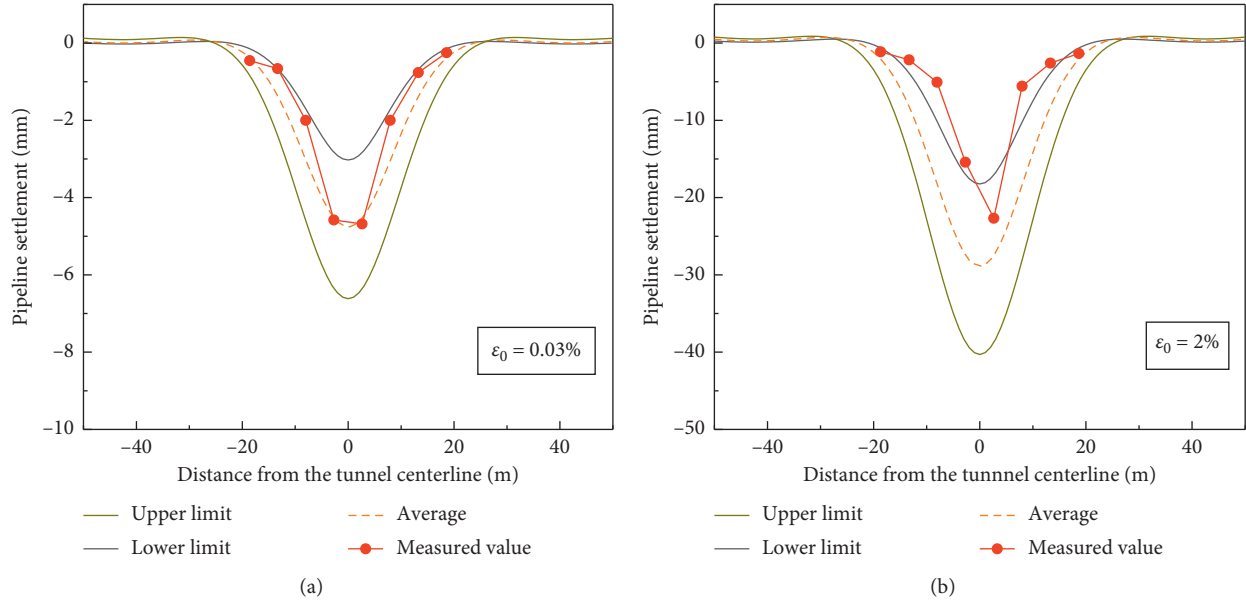 0
–2
–4
–6
–8
–10
Pipeline settlement (mm)
ε0 = 0.03%
–40
–20
0
20
40
Distance from the tunnel centerline (m)
Upper limit
Lower limit
Average
Measured value
(a)
0
–10
–20
–30
–40
–50
Pipeline settlement (mm)
ε0 = 2%
–40
–20
0
20
40
Distance from the tunnnel centerline (m)
Upper limit
Lower limit
Average
Measured value
(b)